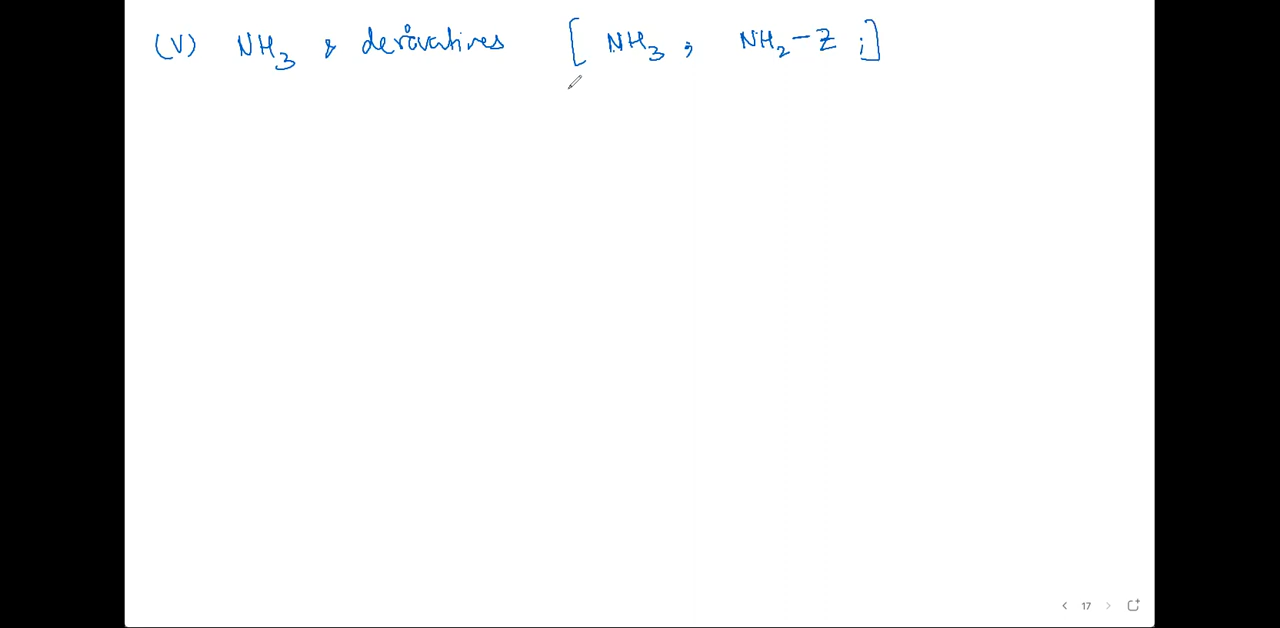 (V) NH3 & derivatives [ NH3 , NH2-Z ; ]
17